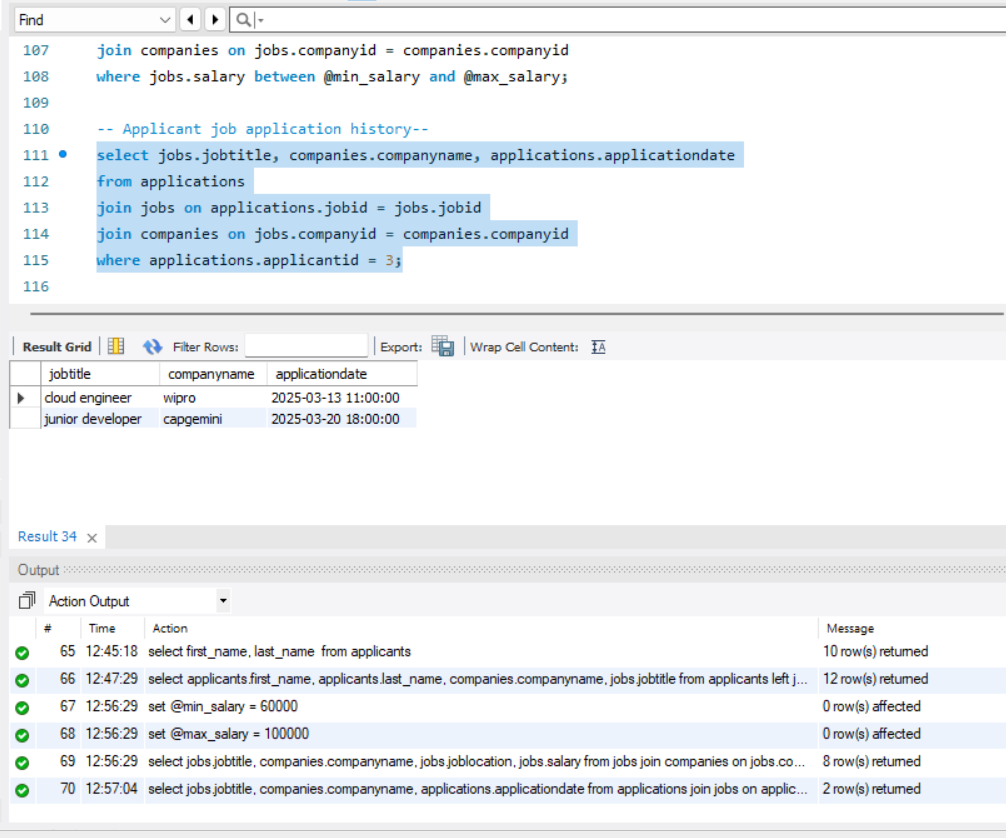 Find
107 join companies on jobs.companyid = companies.companyid
108 where jobs.salary between @min_salary and @max_salary;
109
110 -- Applicant job application history--
111 select jobs.jobtitle, companies.companyname, applications.applicationdate
112 from applications
113 join jobs on applications.jobid = jobs.jobid
114 join companies on jobs.companyid = companies.companyid
115 where applications.applicantid = 3;
116
Result Grid Filter Rows: Export: Wrap Cell Content:
jobtitle companyname applicationdate
cloud engineer wipro 2025-03-13 11:00:00
junior developer capgemini 2025-03-20 18:00:00
Result 34
Output
Action Output
# Time Action Message
65 12:45:18 select first_name, last_name from applicants 10 row(s) returned
66 12:47:29 select applicants.first_name, applicants.last_name, companies.companyname, jobs.jobtitle from applicants left j... 12 row(s) returned
67 12:56:29 set @min_salary = 60000 0 row(s) affected
68 12:56:29 set @max_salary = 100000 0 row(s) affected
69 12:56:29 select jobs.jobtitle, companies.companyname, jobs.joblocation, jobs.salary from jobs join companies on jobs.co... 8 row(s) returned
70 12:57:04 select jobs.jobtitle, companies.companyname, applications.applicationdate from applications join jobs on applic... 2 row(s) returned